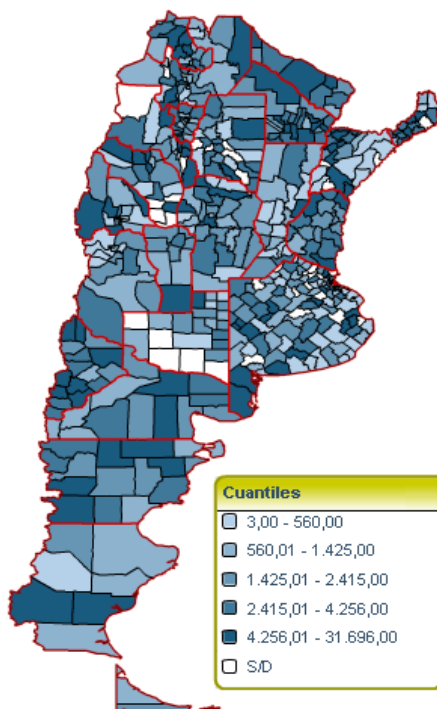 Cuantiles
3,00 - 560,00
560,01 - 1.425,00
1.425,01 - 2.415,00
2.415,01 - 4.256,00
4.256,01 - 31.696,00
S/D